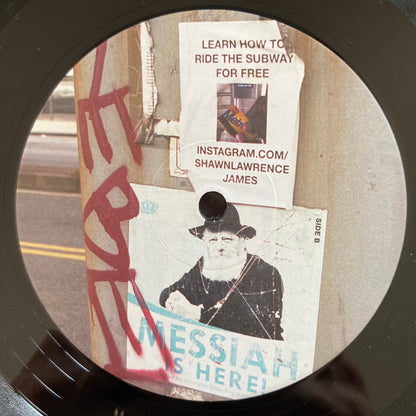 LEARN HOW TO
RIDE THE SUBWAY
FOR FREE
INSTAGRAM.COM/
SHAWNLAWRENCE
JAMES
SIDE B
MESSIAH
IS HERE!